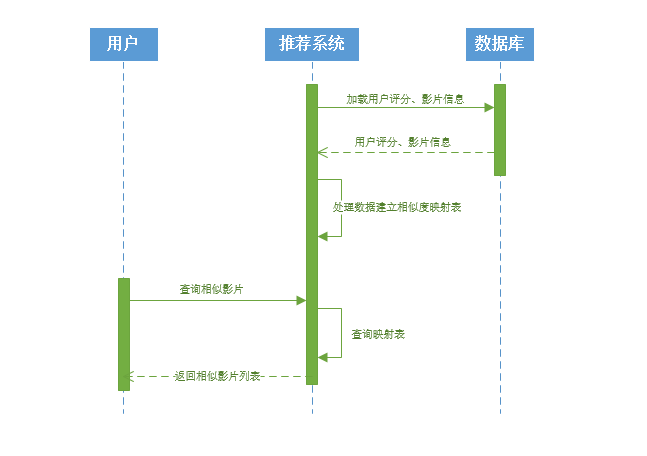 用户
推荐系统
数据库
加载用户评分、影片信息
用户评分、影片信息
处理数据建立相似度映射表
查询相似影片
查询映射表
返回相似影片列表